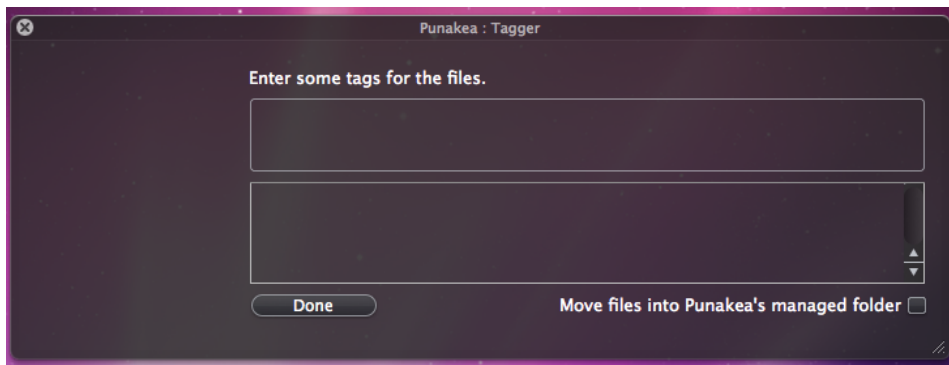 Punakea : Tagger
Enter some tags for the files.
Done
Move files into Punakea's managed folder